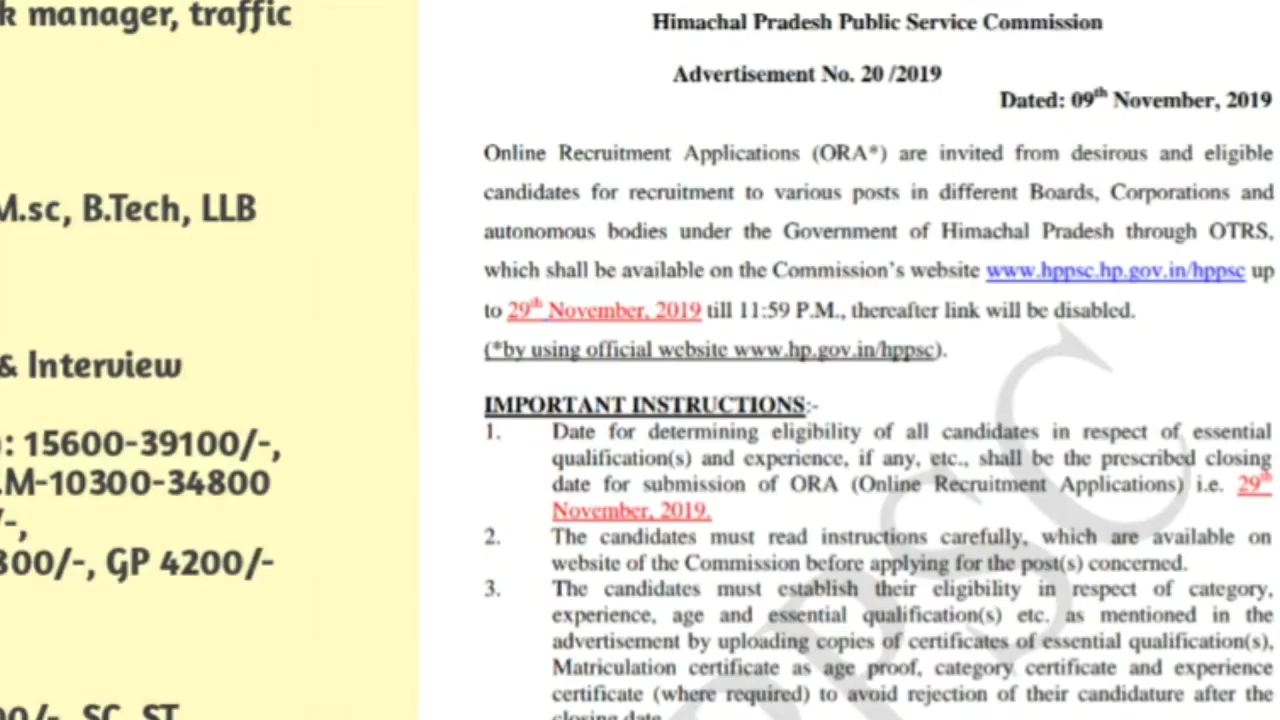 k manager, traffic
M.sc, B.Tech, LLB
& Interview
: 15600-39100/-,
.M-10300-34800
/-,
300/-, GP 4200/-
00/-, SC, ST
Himachal Pradesh Public Service Commission
Advertisement No. 20 /2019
Dated: 09th November, 2019
Online Recruitment Applications (ORA*) are invited from desirous and eligible
candidates for recruitment to various posts in different Boards, Corporations and
autonomous bodies under the Government of Himachal Pradesh through OTRS,
which shall be available on the Commission's website www.hppsc.hp.gov.in/hppsc up
to 29th November, 2019 till 11:59 P.M., thereafter link will be disabled.
(*by using official website www.hp.gov.in/hppsc).
IMPORTANT INSTRUCTIONS:-
1. Date for determining eligibility of all candidates in respect of essential
qualification(s) and experience, if any, etc., shall be the prescribed closing
date for submission of ORA (Online Recruitment Applications) i.e. 29th
November, 2019.
2. The candidates must read instructions carefully, which are available on
website of the Commission before applying for the post(s) concerned.
3. The candidates must establish their eligibility in respect of category,
experience, age and essential qualification(s) etc. as mentioned in the
advertisement by uploading copies of certificates of essential qualification(s),
Matriculation certificate as age proof, category certificate and experience
certificate (where required) to avoid rejection of their candidature after the
closing date
PPSC